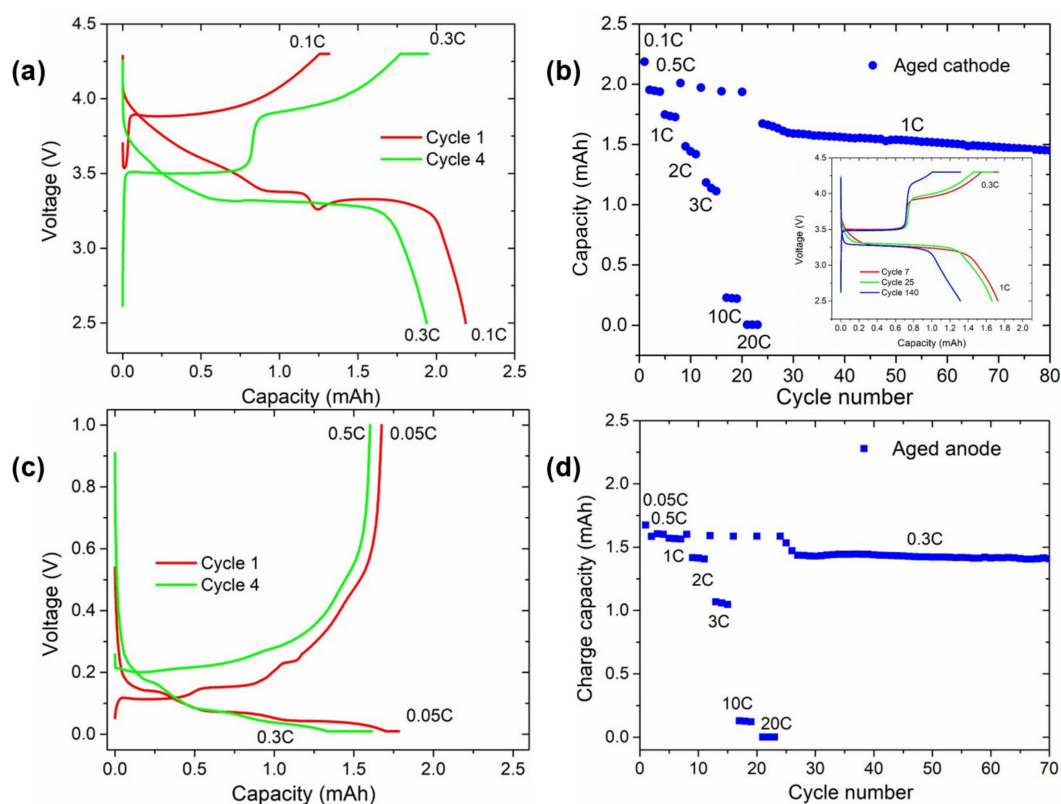 (a)
4.5
4.0
3.5
3.0
2.5
Voltage (V)
0.1C
0.3C
Cycle 1
Cycle 4
0.3C
0.1C
0.0 0.5 1.0 1.5 2.0 2.5
Capacity (mAh)
(b)
2.5
2.0
1.5
1.0
0.5
0.0
Capacity (mAh)
0.1C
0.5C
Aged cathode
1C
2C
3C
10C
20C
1C
4.5
4.0
3.5
3.0
2.5
Voltage (V)
0.3C
Cycle 7
Cycle 25
Cycle 140
1C
0.0 0.2 0.4 0.6 0.8 1.0 1.2 1.4 1.6 1.8 2.0
Capacity (mAh)
0 10 20 30 40 50 60 70 80
Cycle number
(c)
1.0
0.8
0.6
0.4
0.2
0.0
Voltage (V)
0.5C
0.05C
Cycle 1
Cycle 4
0.05C
0.3C
0.0 0.5 1.0 1.5 2.0 2.5
Capacity (mAh)
(d)
2.5
2.0
1.5
1.0
0.5
0.0
Charge capacity (mAh)
Aged anode
0.05C
0.5C
1C
2C
3C
10C
20C
0.3C
0 10 20 30 40 50 60 70
Cycle number